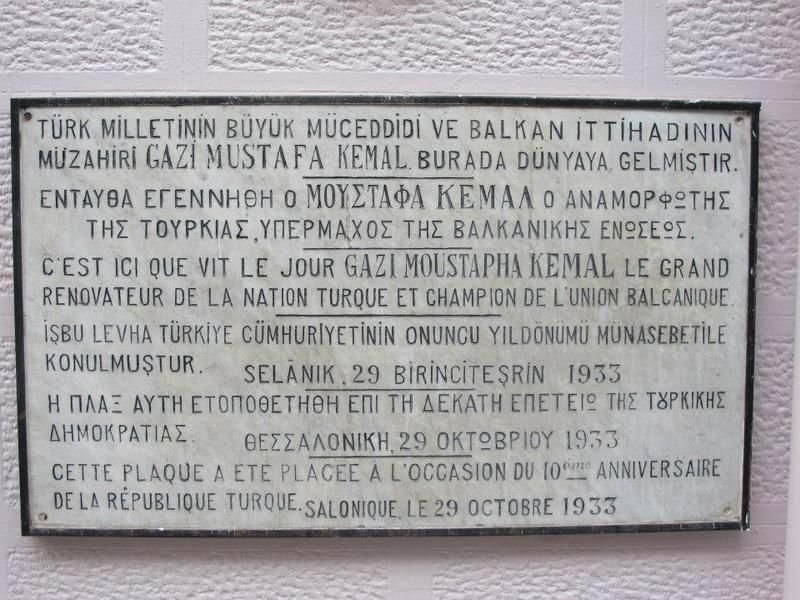 TÜRK MİLLETİNİN BÜYÜK MÜCEDDİDİ VE BALKAN İTTİHADININ
MÜZAHİRİ GAZİ MUSTAFA KEMAL. BURADA DÜNYAYA GELMİŞTİR.
ΕΝΤΑΥΘΑ ΕΓΕΝΝΗΘΗ Ο ΜΟΥΣΤΑΦΑ ΚΕΜΑΛ Ο ΑΝΑΜΟΡΦΩΤΗΣ
ΤΗΣ ΤΟΥΡΚΙΑΣ, ΥΠΕΡΜΑΧΟΣ ΤΗΣ ΒΑΛΚΑΝΙΚΗΣ ΕΝΩΣΕΩΣ.
C'EST ICI QUE VIT LE JOUR GAZI MOUSTAPHA KEMAL LE GRAND
RENOVATEUR DE LA NATION TURQUE ET CHAMPION DE L'UNION BALCANIQUE.
İŞBU LEVHA TÜRKİYE CÜMHURİYETİNİN ONUNCU YILDÖNÜMÜ MÜNASEBETİLE
KONULMUŞTUR.
SELÂNİK, 29 BİRİNCİTEŞRİN 1933
Η ΠΛΑΞ ΑΥΤΗ ΕΤΟΠΟΘΕΤΗΘΗ ΕΠΙ ΤΗ ΔΕΚΑΤΗ ΕΠΕΤΕΙΩ ΤΗΣ ΤȢΡΚΙΚΗΣ
ΔΗΜΟΚΡΑΤΙΑΣ.
ΘΕΣΣΑΛΟΝΙΚΗ, 29 ΟΚΤΩΒΡΙΟΥ 1933
CETTE PLAQUE A ÉTÉ PLACÉE A L'OCCASION DU 10ème ANNIVERSAIRE
DE LA RÉPUBLIQUE TURQUE.
SALONIQUE, LE 29 OCTOBRE 1933